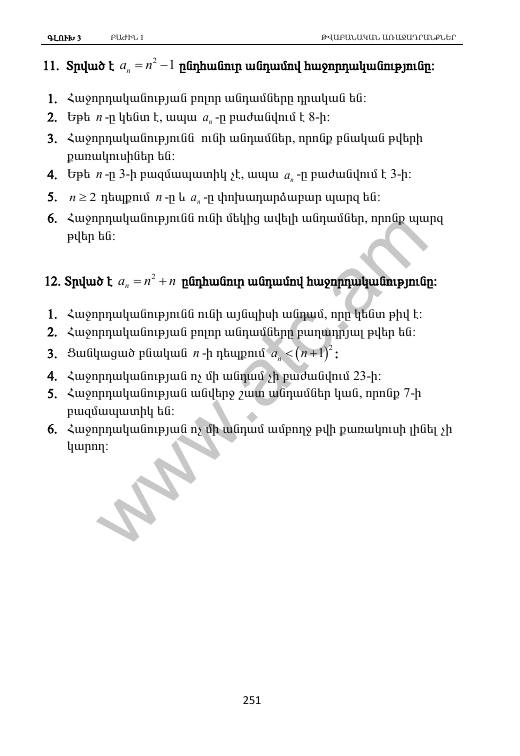 ԳԼՈՒԽ 3 ԲԱԺԻՆ 1 ԹՎԱԲԱՆԱԿԱՆ ԱՌԱՋԱԴՐԱՆՔՆԵՐ
11. Տրված է aₙ = n² − 1 ընդհանուր անդամով հաջորդականությունը:
1. Հաջորդականության բոլոր անդամները դրական են:
2. Եթե n -ը կենտ է, ապա aₙ -ը բաժանվում է 8-ի:
3. Հաջորդականությունն ունի անդամներ, որոնք բնական թվերի
քառակուսիներ են:
4. Եթե n -ը 3-ի բազմապատիկ չէ, ապա aₙ -ը բաժանվում է 3-ի:
5. n ≥ 2 դեպքում n -ը և aₙ -ը փոխադարձաբար պարզ են:
6. Հաջորդականությունն ունի մեկից ավելի անդամներ, որոնք պարզ
թվեր են:
12. Տրված է aₙ = n² + n ընդհանուր անդամով հաջորդականությունը:
1. Հաջորդականությունն ունի այնպիսի անդամ, որը կենտ թիվ է:
2. Հաջորդականության բոլոր անդամները բաղադրյալ թվեր են:
3. Ցանկացած բնական n -ի դեպքում aₙ < (n + 1)² :
4. Հաջորդականության ոչ մի անդամ չի բաժանվում 23-ի:
5. Հաջորդականության անվերջ շատ անդամներ կան, որոնք 7-ի
բազմապատիկ են:
6. Հաջորդականության ոչ մի անդամ ամբողջ թվի քառակուսի լինել չի
կարող:
www.atc.am
251